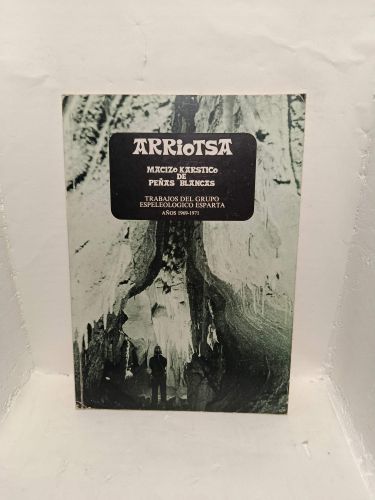 ARRIOTSA
MACIZO KARSTICO
DE
PEÑAS BLANCAS
TRABAJOS DEL GRUPO
ESPELEOLOGICO ESPARTA
AÑOS 1969-1971